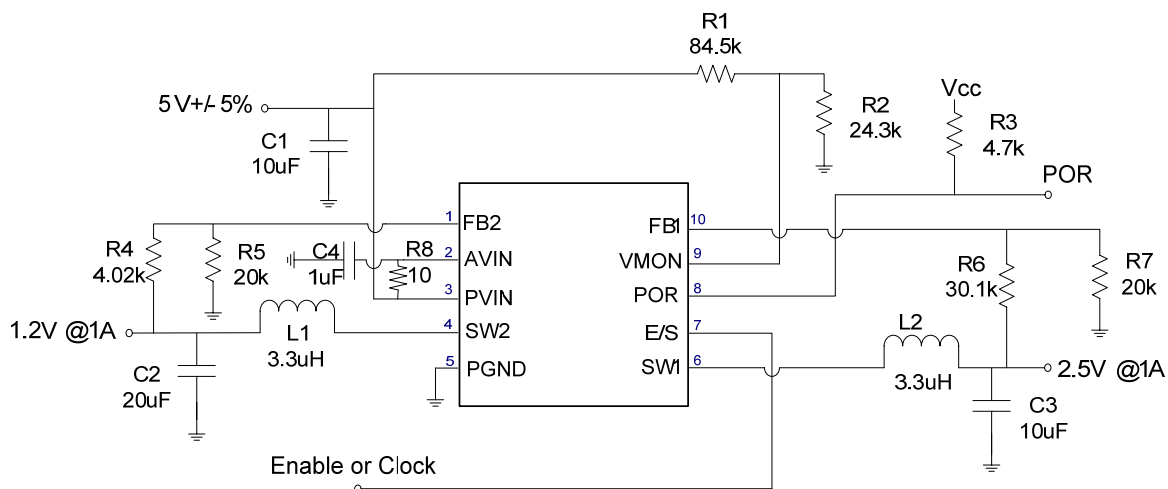 R1
84.5k
5V+/- 5%
C1
10uF
R2
24.3k
Vcc
R3
4.7k
POR
1
FB2
FB1
10
R4
4.02k
R5
20k
C4
1uF
R8
10
2
AVIN
VMON
9
3
PVIN
POR
8
R6
30.1k
R7
20k
1.2V @1A
L1
3.3uH
4
SW2
E/S
7
L2
3.3uH
5
PGND
SW1
6
2.5V @1A
C2
20uF
C3
10uF
Enable or Clock